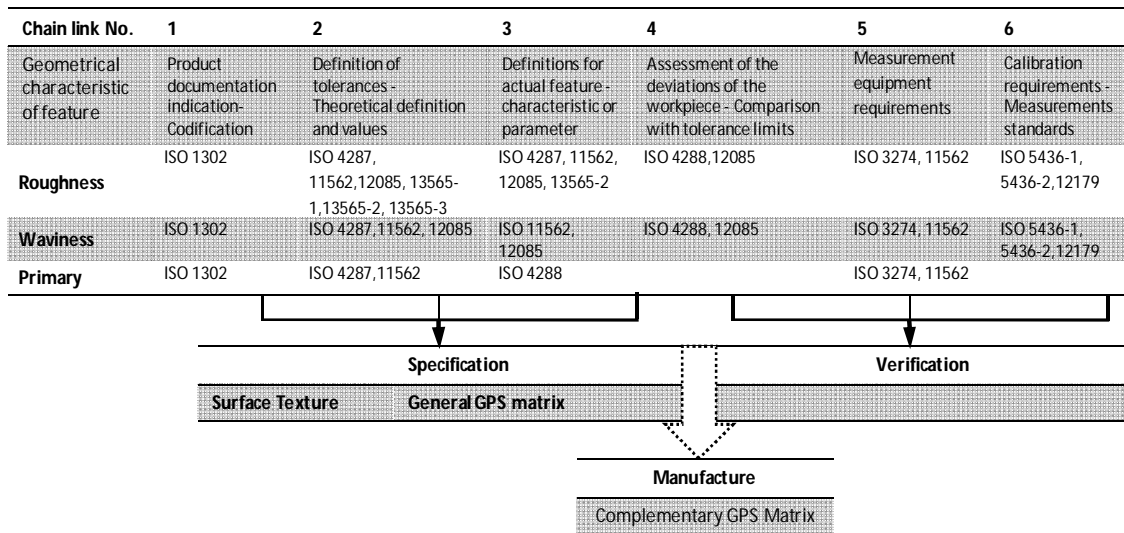 Chain link No. 1 2 3 4 5 6
Geometrical characteristic of feature
Product documentation indication- Codification
Definition of tolerances - Theoretical definition and values
Definitions for actual feature - characteristic or parameter
Assessment of the deviations of the workpiece - Comparison with tolerance limits
Measurement equipment requirements
Calibration requirements - Measurements standards
Roughness
ISO 1302
ISO 4287,
11562,12085, 13565-
1,13565-2, 13565-3
ISO 4287, 11562,
12085, 13565-2
ISO 4288,12085
ISO 3274, 11562
ISO 5436-1,
5436-2,12179
Waviness
ISO 1302
ISO 4287,11562, 12085
ISO 11562,
12085
ISO 4288, 12085
ISO 3274, 11562
ISO 5436-1,
5436-2,12179
Primary
ISO 1302
ISO 4287,11562
ISO 4288
ISO 3274, 11562
Specification Verification
Surface Texture General GPS matrix
Manufacture
Complementary GPS Matrix